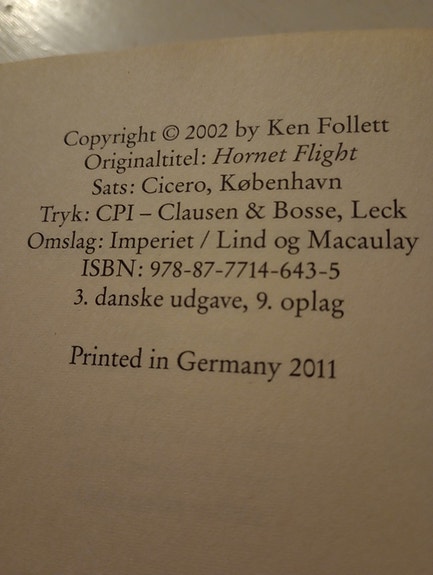 Copyright © 2002 by Ken Follett
Originaltitel: Hornet Flight
Sats: Cicero, København
Tryk: CPI – Clausen & Bosse, Leck
Omslag: Imperiet / Lind og Macaulay
ISBN: 978-87-7714-643-5
3. danske udgave, 9. oplag
Printed in Germany 2011